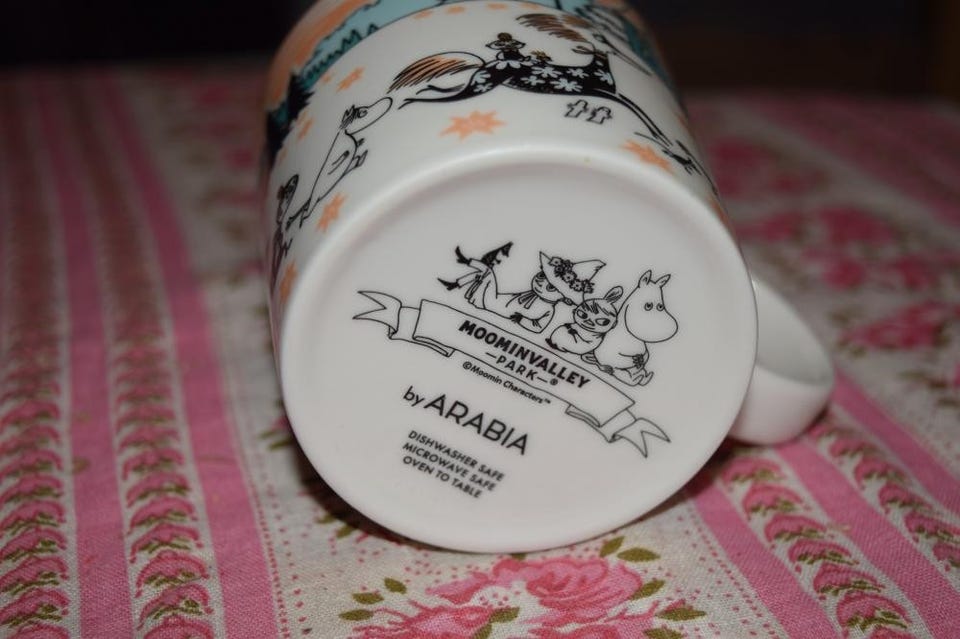 MOOMINVALLEY
—PARK—®
©Moomin Characters™
by ARABIA
DISHWASHER SAFE
MICROWAVE SAFE
OVEN TO TABLE